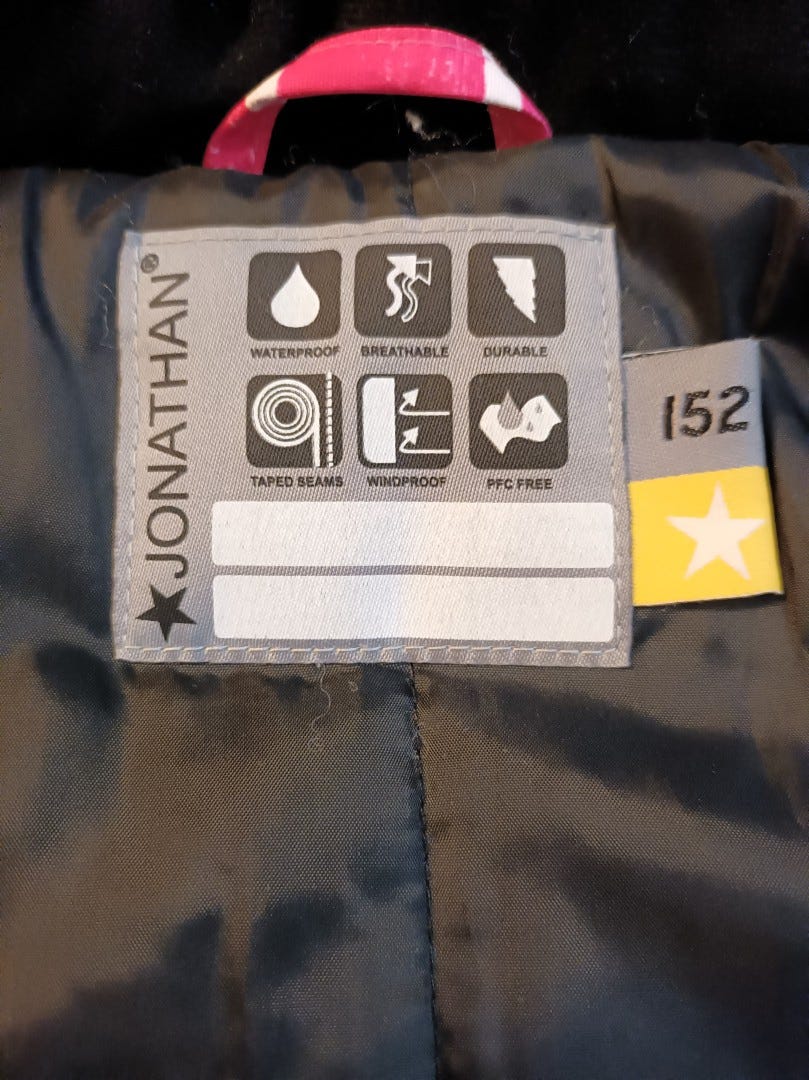 JONATHAN®
WATERPROOF BREATHABLE DURABLE
TAPED SEAMS WINDPROOF PFC FREE
152